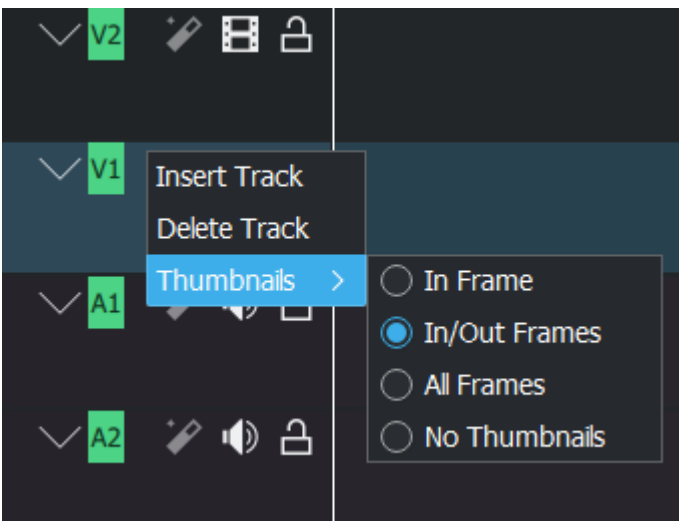 V2
V1
Insert Track
Delete Track
Thumbnails
In Frame
A1
In/Out Frames
All Frames
A2
No Thumbnails